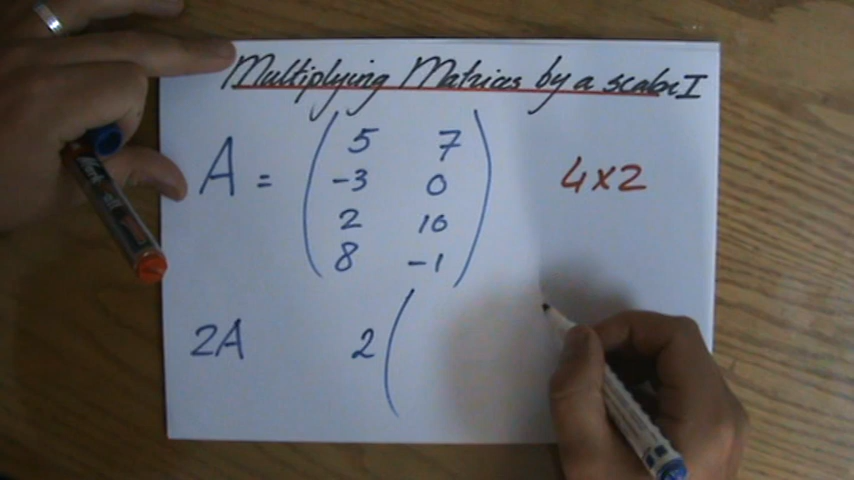 Multiplying Matrices by a scalar I
A = ( 5 7
-3 0
2 10
8 -1 )
4x2
2A 2(